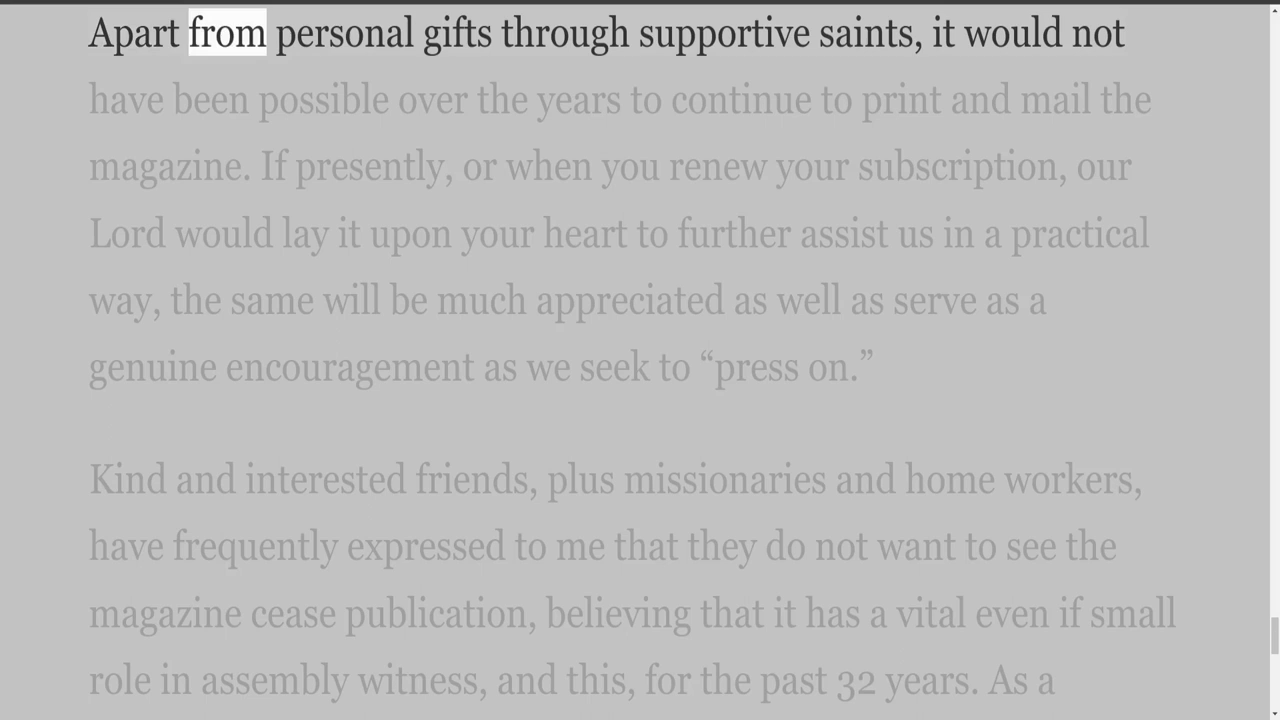 Apart from personal gifts through supportive saints, it would not
have been possible over the years to continue to print and mail the
magazine. If presently, or when you renew your subscription, our
Lord would lay it upon your heart to further assist us in a practical
way, the same will be much appreciated as well as serve as a
genuine encouragement as we seek to “press on.”
Kind and interested friends, plus missionaries and home workers,
have frequently expressed to me that they do not want to see the
magazine cease publication, believing that it has a vital even if small
role in assembly witness, and this, for the past 32 years. As a